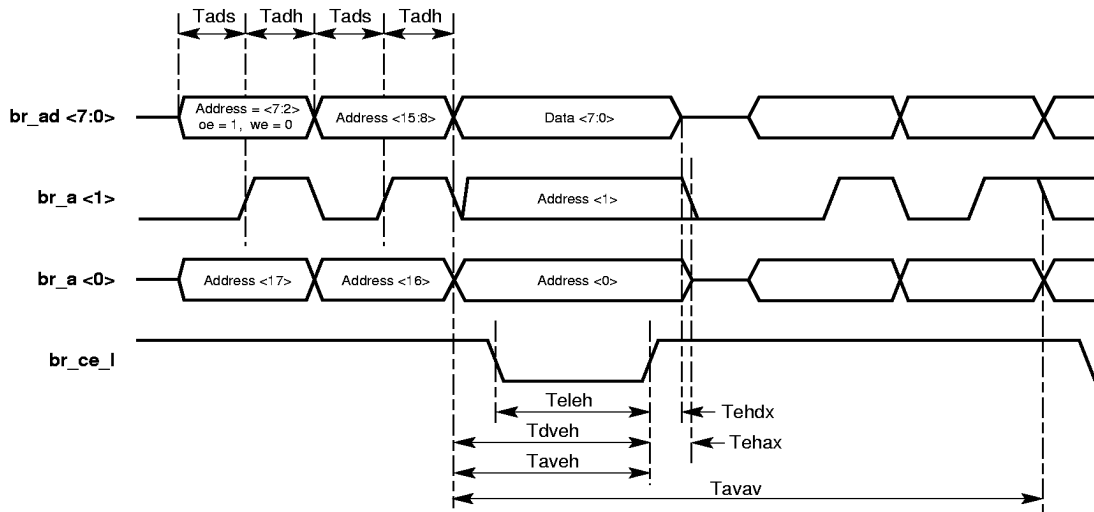 Tads Tadh Tads Tadh
br_ad <7:0> Address = <7:2> oe = 1, we = 0 Address <15:8> Data <7:0>
br_a <1> Address <1>
br_a <0> Address <17> Address <16> Address <0>
br_ce_l
Teleh Tehdx
Tdveh Tehax
Taveh
Tavav